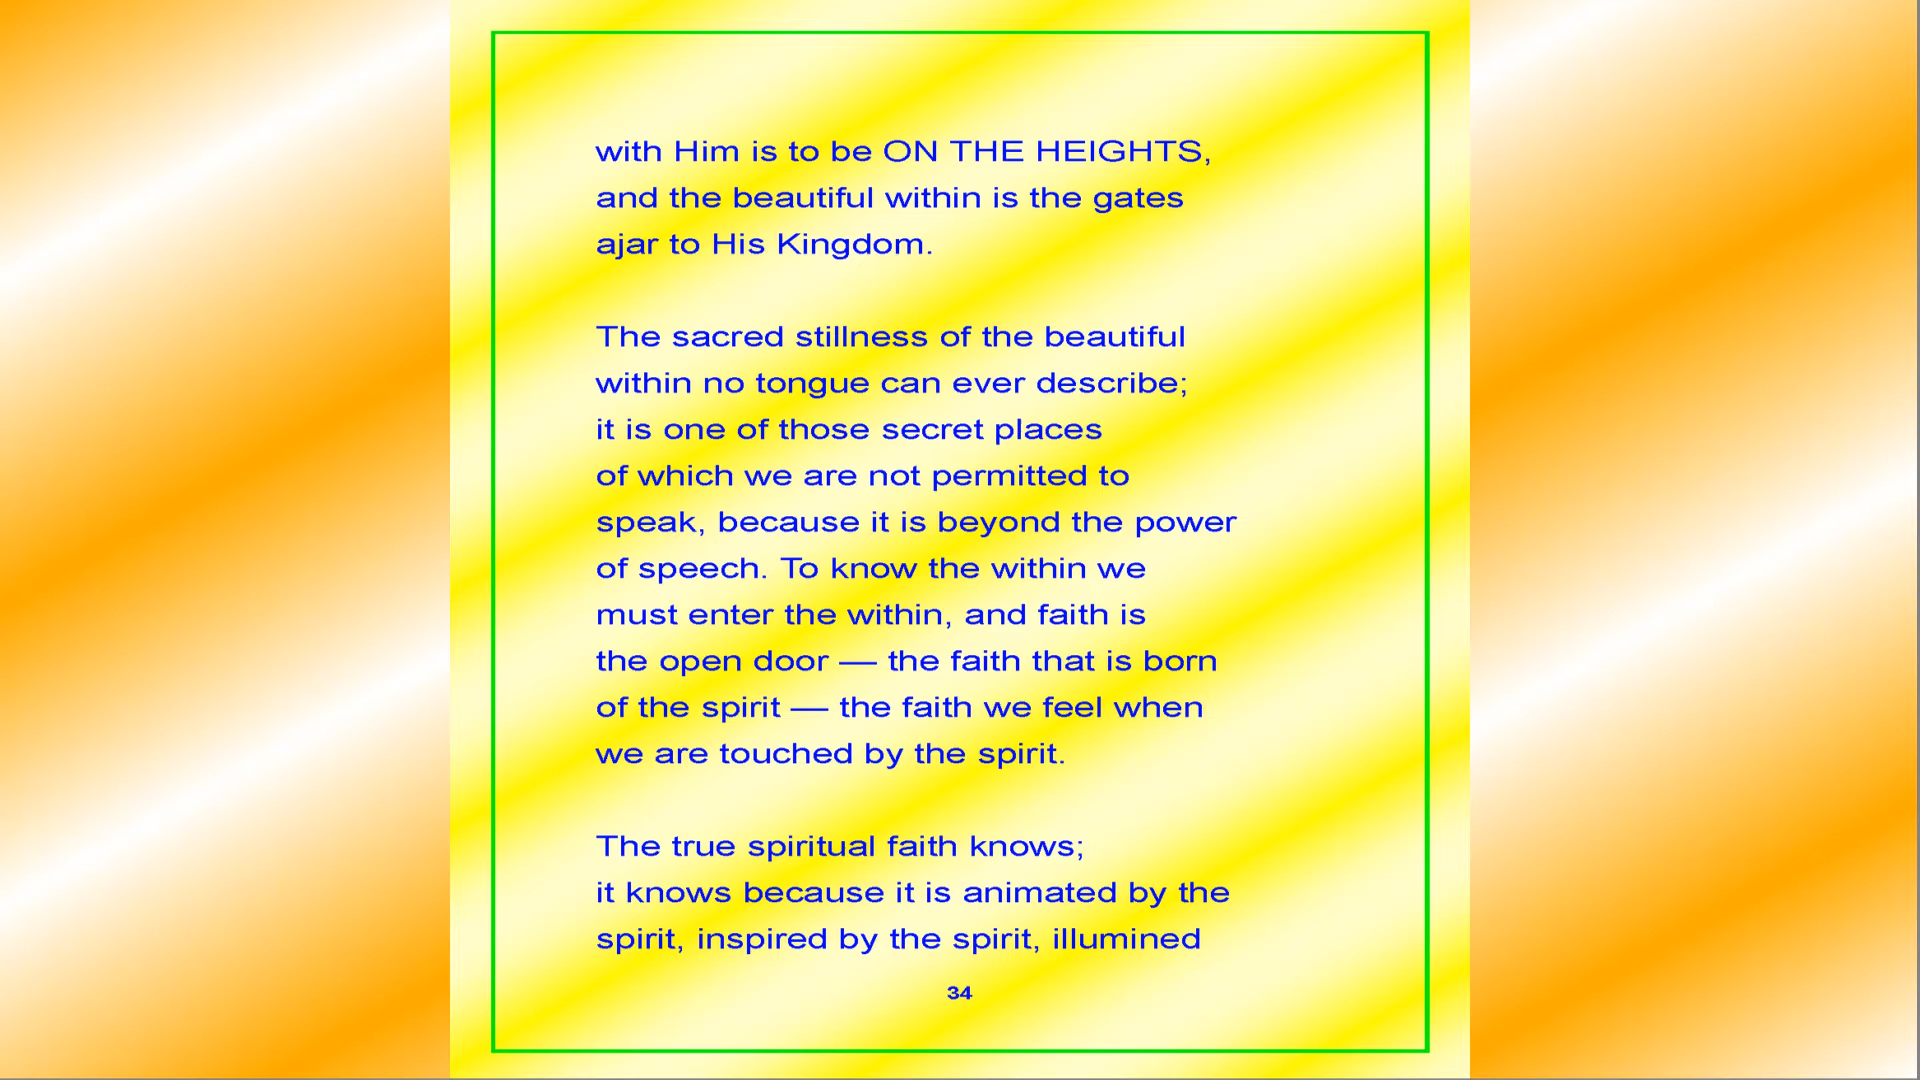 with Him is to be ON THE HEIGHTS,
and the beautiful within is the gates
ajar to His Kingdom.
The sacred stillness of the beautiful
within no tongue can ever describe;
it is one of those secret places
of which we are not permitted to
speak, because it is beyond the power
of speech. To know the within we
must enter the within, and faith is
the open door — the faith that is born
of the spirit — the faith we feel when
we are touched by the spirit.
The true spiritual faith knows;
it knows because it is animated by the
spirit, inspired by the spirit, illumined
34